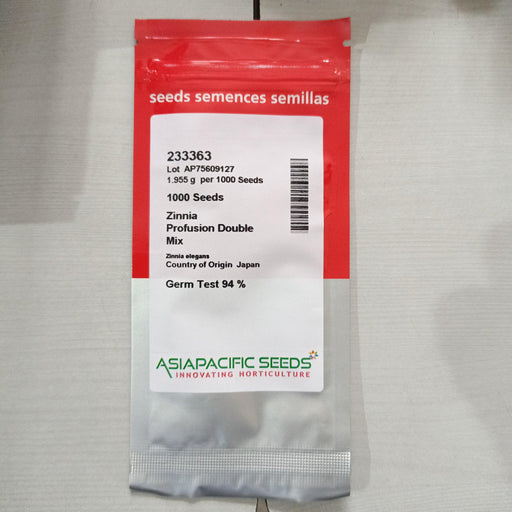 seeds semences semillas
233363
Lot AP75609127
1.955 g per 1000 Seeds
1000 Seeds
Zinnia
Profusion Double
Mix
Zinnia elegans
Country of Origin Japan
Germ Test 94 %
ASIAPACIFIC SEEDS
INNOVATING HORTICULTURE